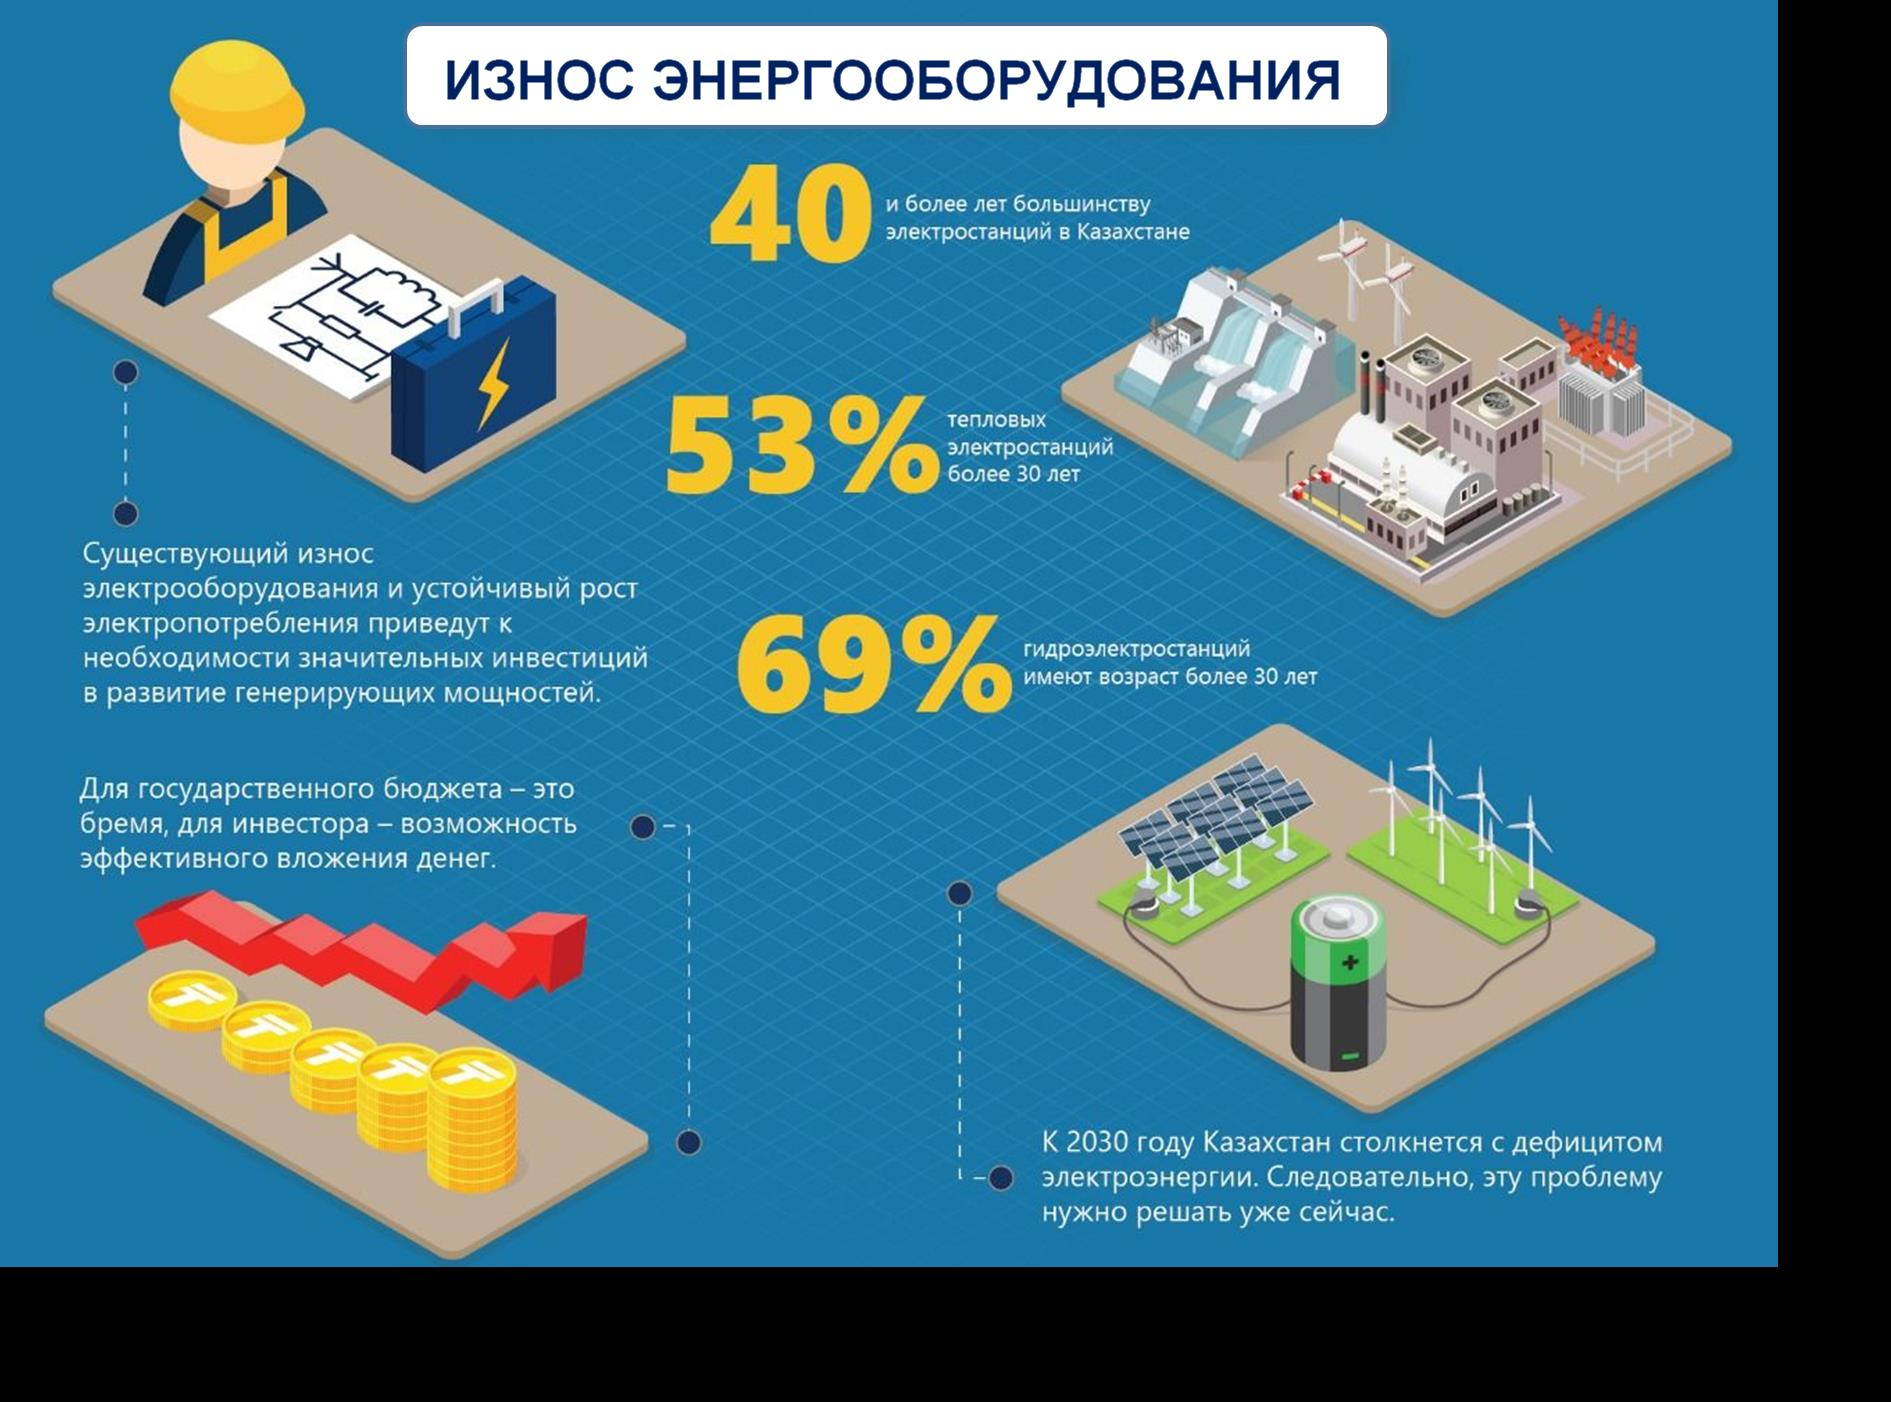 ИЗНОС ЭНЕРГООБОРУДОВАНИЯ
40
и более лет большинству
электростанций в Казахстане
53%
тепловых
электростанций
более 30 лет
Существующий износ
электрооборудования и устойчивый рост
электропотребления приведут к
необходимости значительных инвестиций
в развитие генерирующих мощностей.
69%
гидроэлектростанций
имеют возраст более 30 лет
Для государственного бюджета – это
бремя, для инвестора – возможность
эффективного вложения денег.
К 2030 году Казахстан столкнется с дефицитом
электроэнергии. Следовательно, эту проблему
нужно решать уже сейчас.